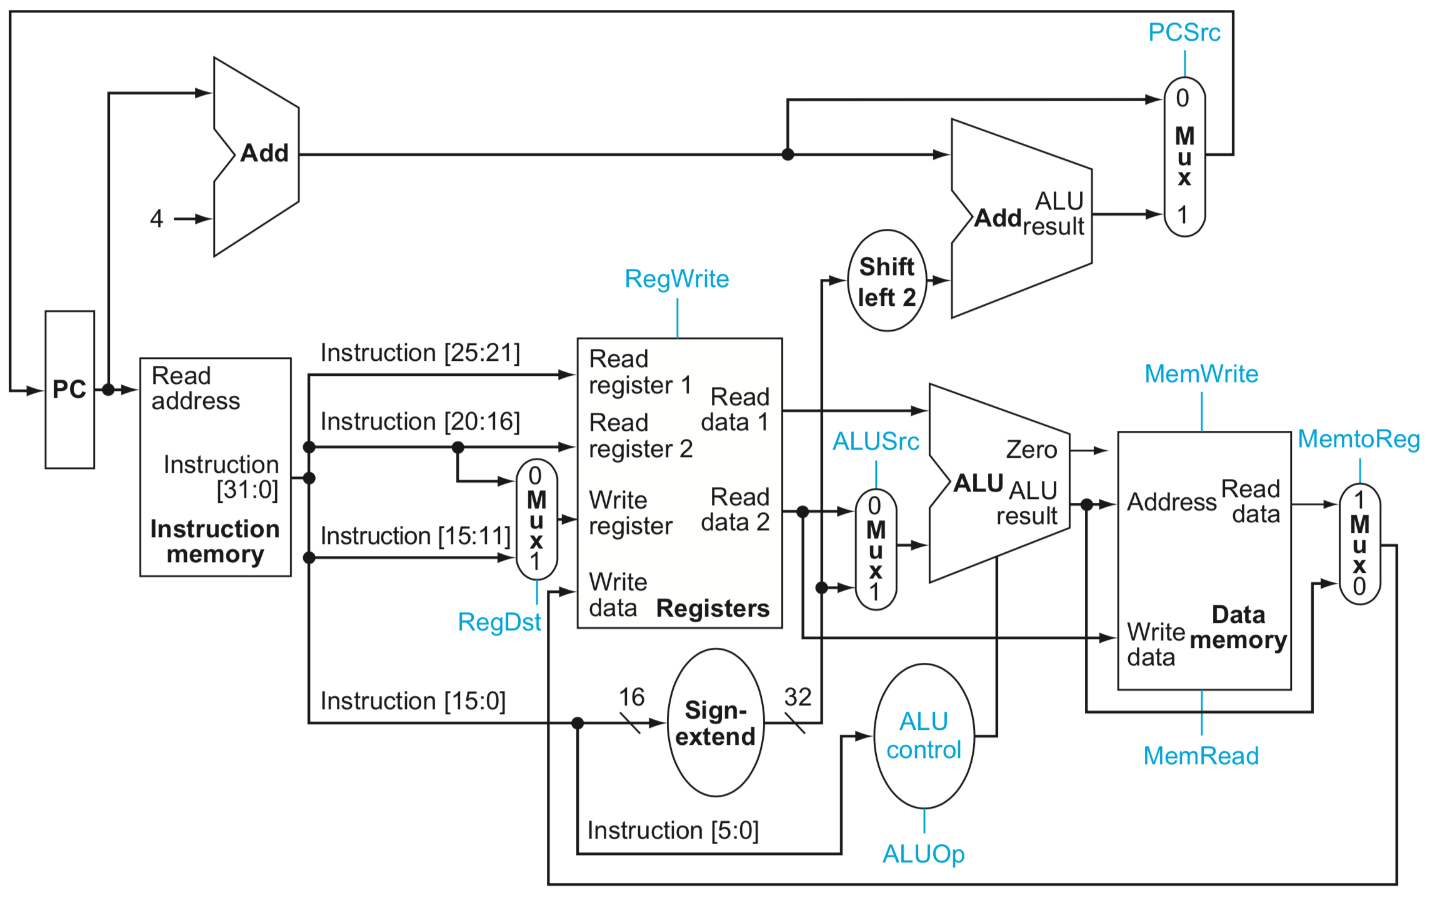 PCSrc
0
M
u
x
1
Add
4
Add
ALU
result
Shift
left 2
RegWrite
PC
Read
address
Instruction
[31:0]
Instruction
memory
Instruction [25:21]
Instruction [20:16]
Instruction [15:11]
Instruction [15:0]
Instruction [5:0]
0
M
u
x
1
RegDst
Read
register 1
Read
register 2
Write
register
Write
data
Read
data 1
Read
data 2
Registers
16
Sign-
extend
32
ALUSrc
0
M
u
x
1
ALU
Zero
ALU
result
ALU
control
ALUOp
MemWrite
Address
Read
data
Write
data
Data
memory
MemRead
MemtoReg
1
M
u
x
0